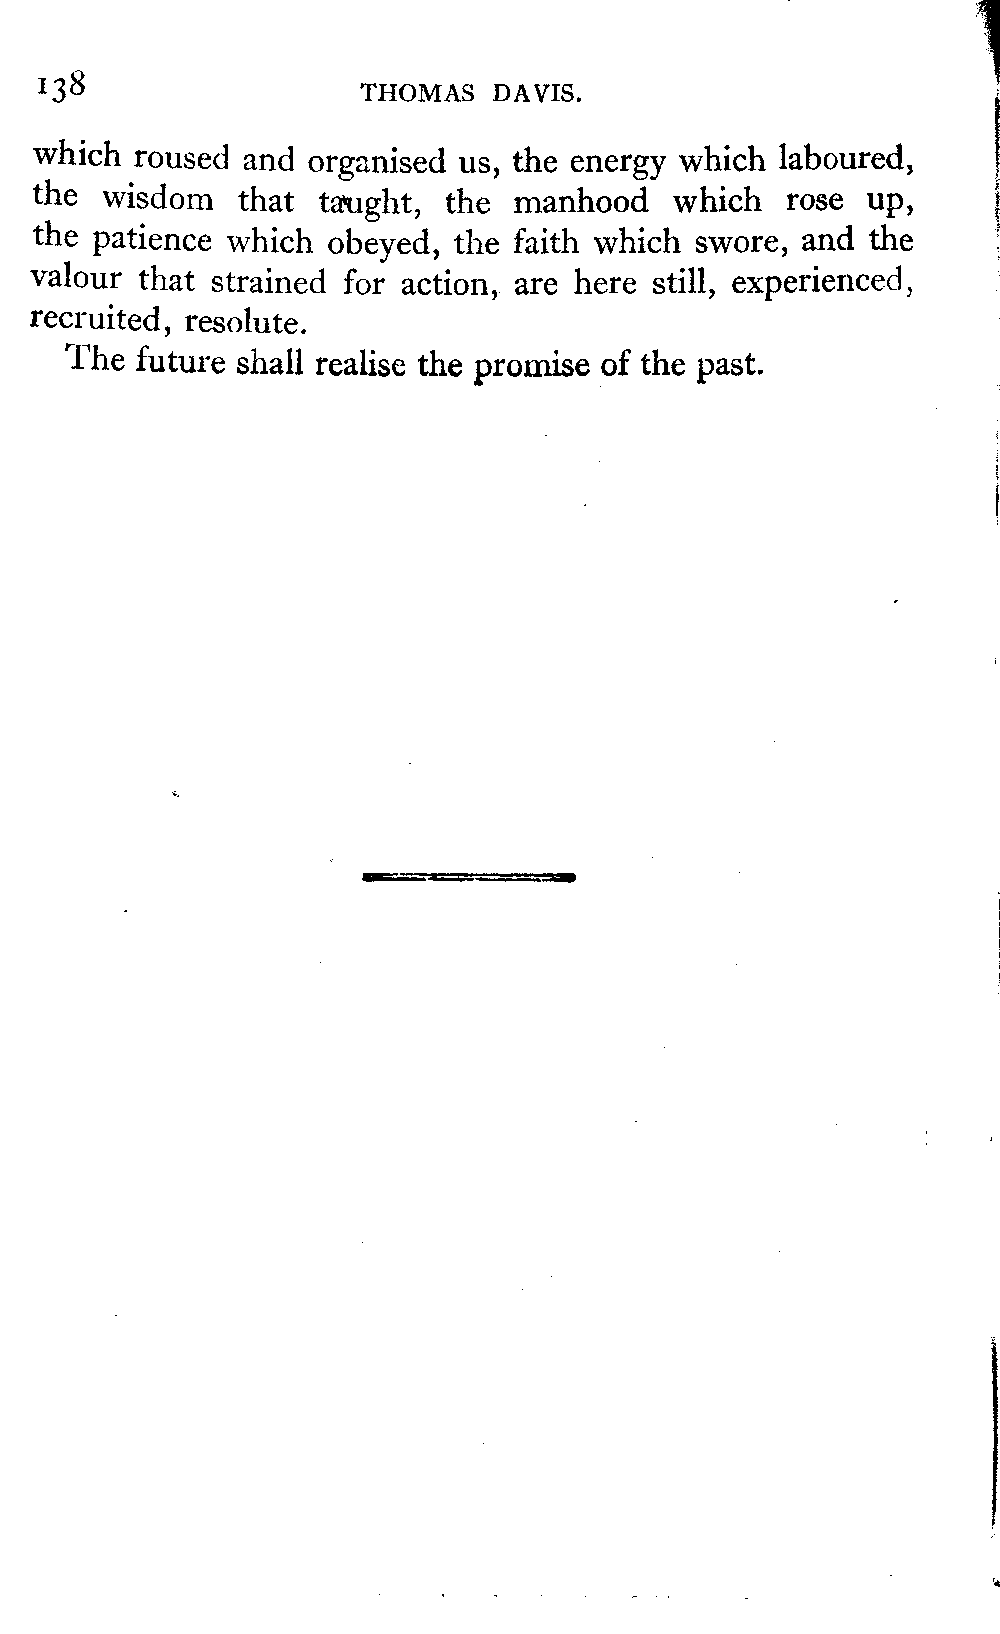 138
THOMAS DAVIS.
which roused and organised us, the energy which laboured,
the wisdom that taught, the manhood which rose up,
the patience which obeyed, the faith which swore, and the
valour that strained for action, are here still, experienced,
recruited, resolute.
The future shall realise the promise of the past.